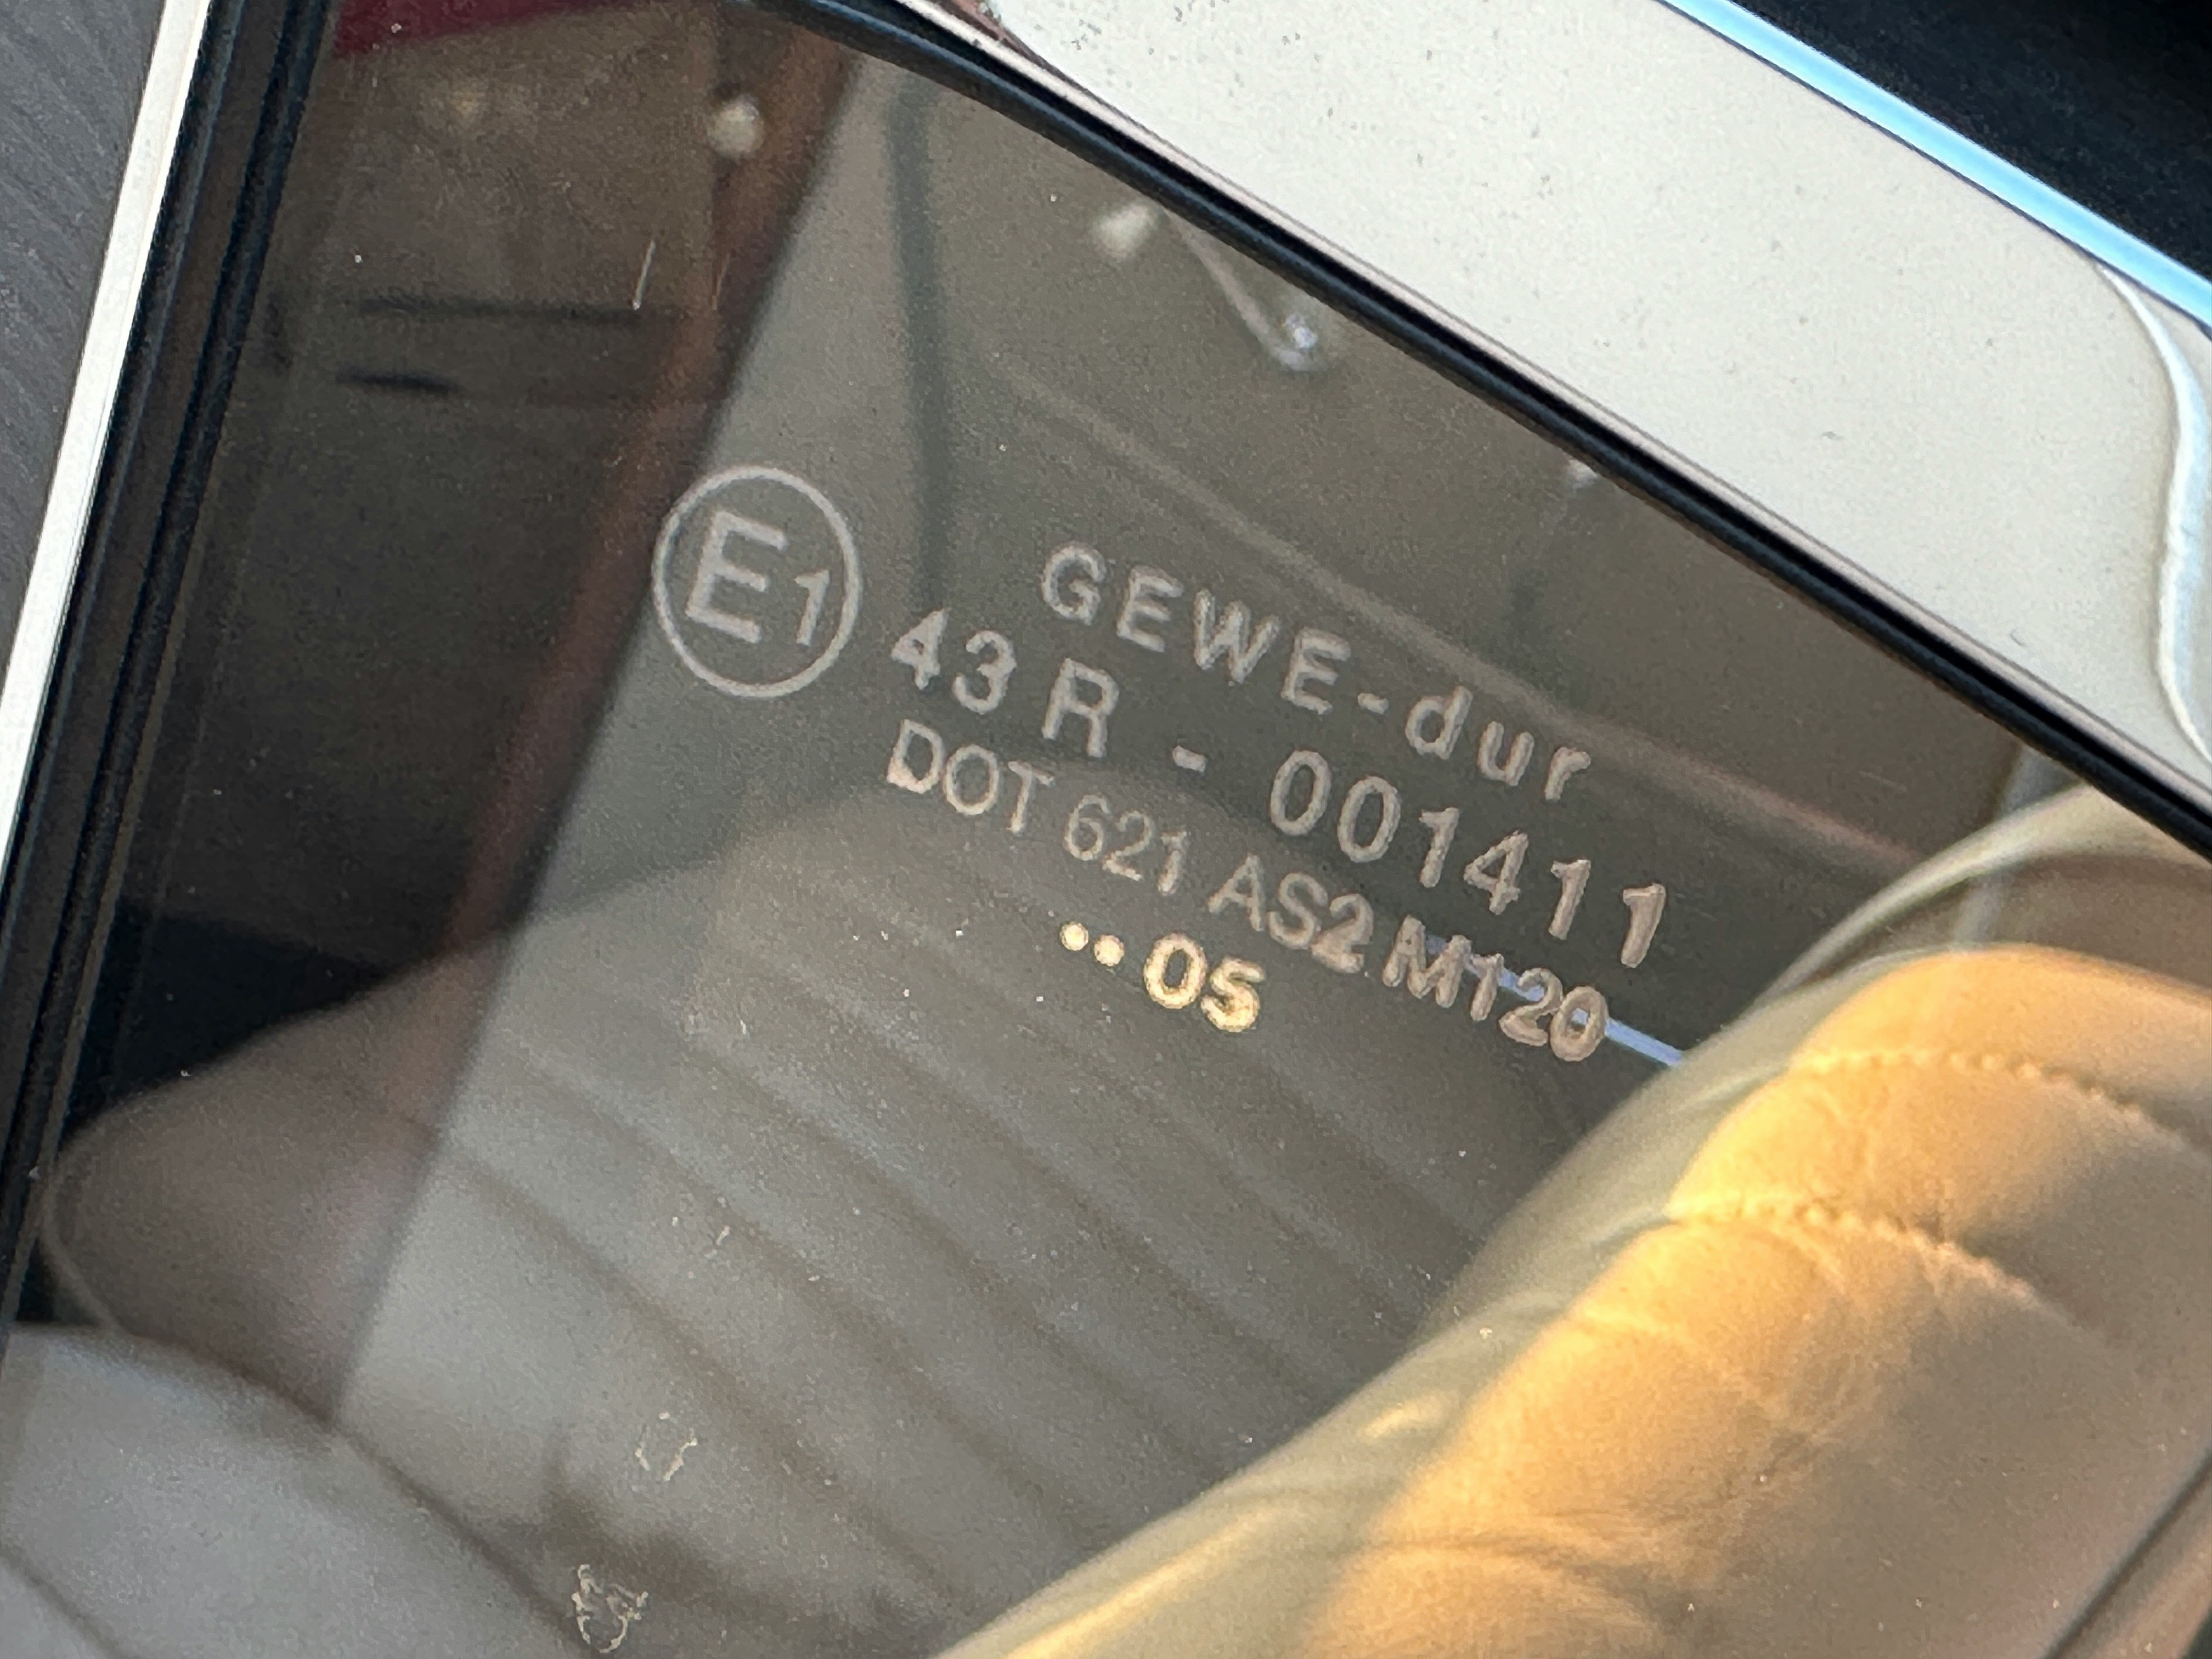 E1
GEWE-dur
43 R - 001411
DOT 621 AS2 M120
••05